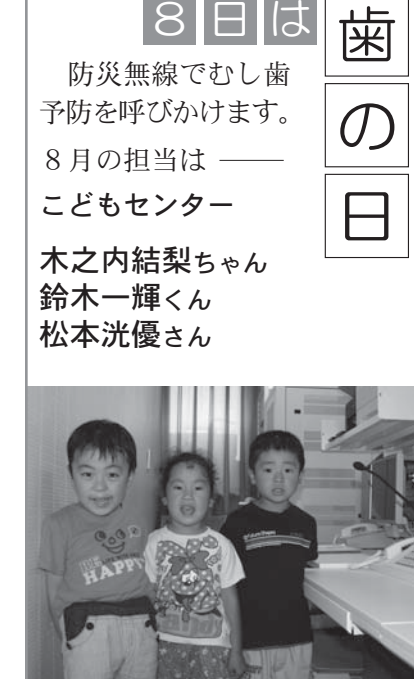 8日は
歯の日
防災無線でむし歯
予防を呼びかけます。
8月の担当は ――
こどもセンター
木之内結梨ちゃん
鈴木一輝くん
松本洸優さん
HAPPY